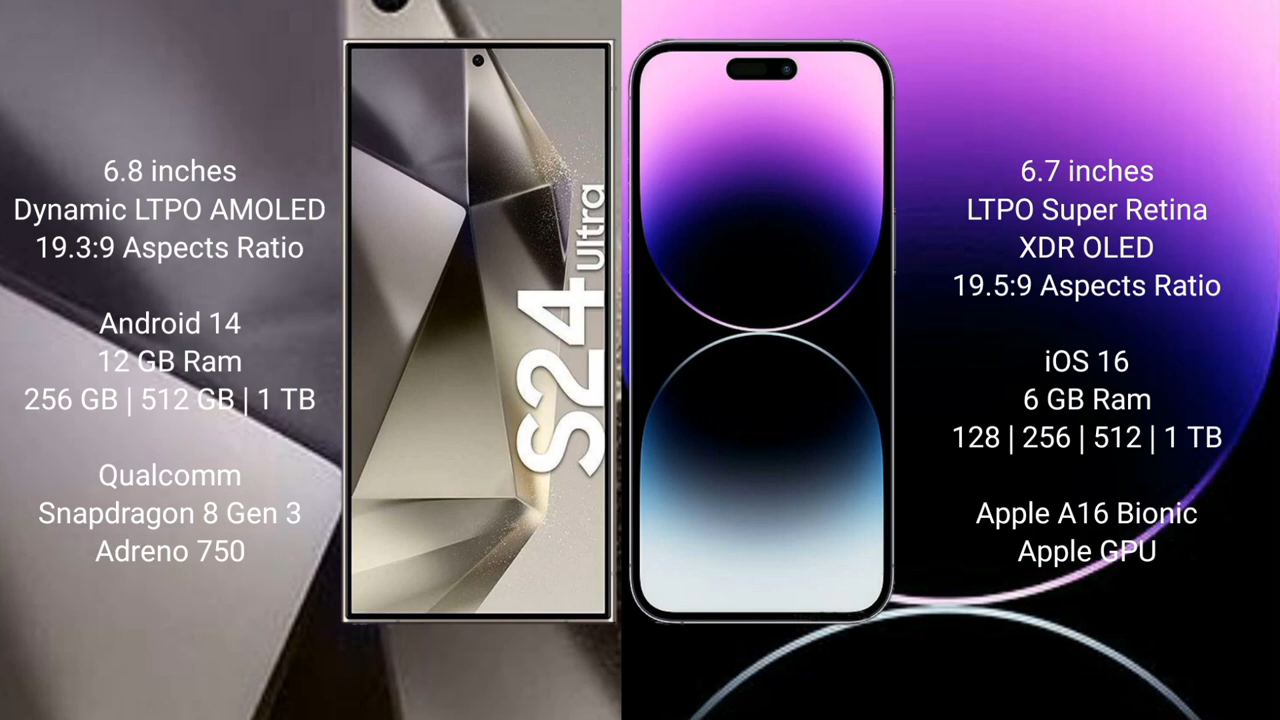 6.8 inches
Dynamic LTPO AMOLED
19.3:9 Aspects Ratio
Android 14
12 GB Ram
256 GB | 512 GB | 1 TB
Qualcomm
Snapdragon 8 Gen 3
Adreno 750
S24 ultra
6.7 inches
LTPO Super Retina
XDR OLED
19.5:9 Aspects Ratio
iOS 16
6 GB Ram
128 | 256 | 512 | 1 TB
Apple A16 Bionic
Apple GPU